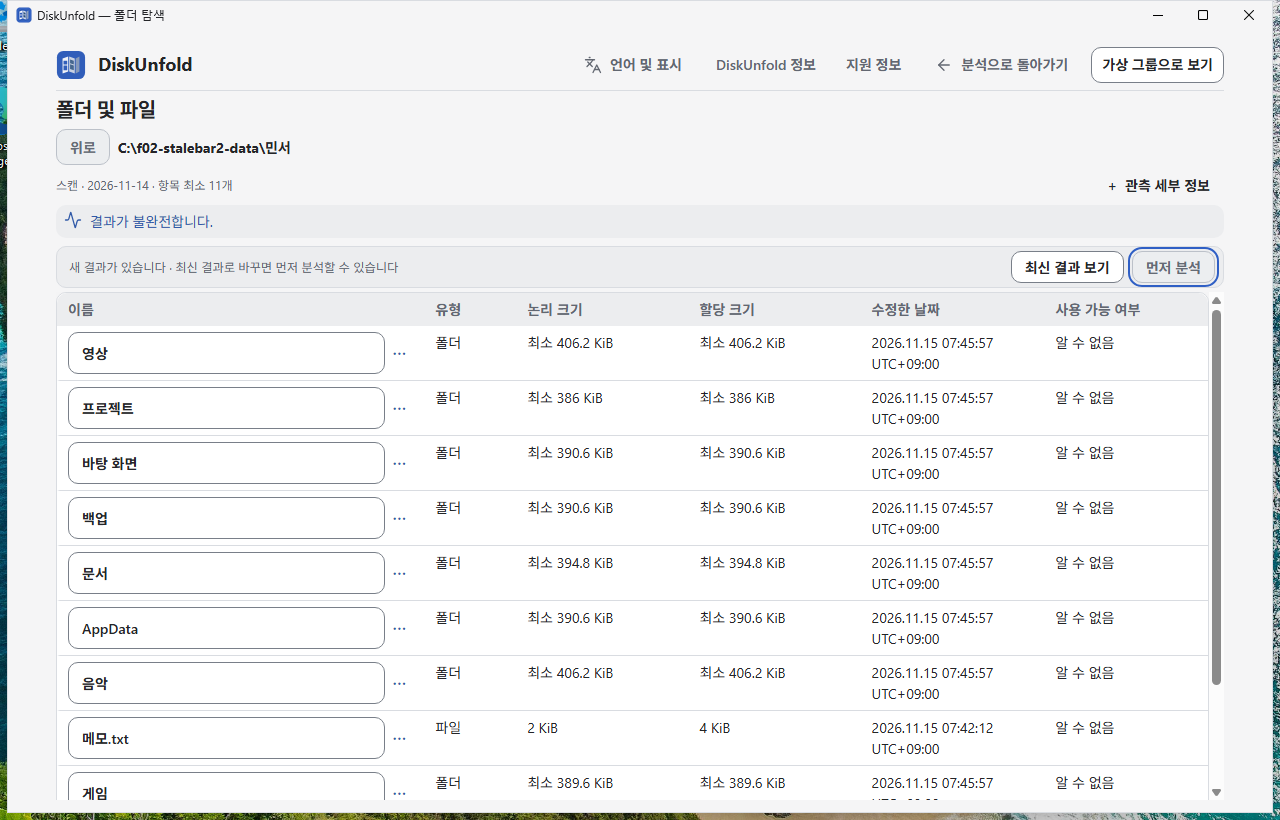 DiskUnfold — 폴더 탐색
DiskUnfold
언어 및 표시
DiskUnfold 정보
지원 정보
← 분석으로 돌아가기
가상 그룹으로 보기
폴더 및 파일
위로 C:\f02-stalebar2-data\민서
스캔 · 2026-11-14 · 항목 최소 11개
+ 관측 세부 정보
결과가 불완전합니다.
새 결과가 있습니다 · 최신 결과로 바꾸면 먼저 분석할 수 있습니다
최신 결과 보기
먼저 분석
이름 유형 논리 크기 할당 크기 수정한 날짜 사용 가능 여부
영상 ... 폴더 최소 406.2 KiB 최소 406.2 KiB 2026.11.15 07:45:57 알 수 없음
UTC+09:00
프로젝트 ... 폴더 최소 386 KiB 최소 386 KiB 2026.11.15 07:45:57 알 수 없음
UTC+09:00
바탕 화면 ... 폴더 최소 390.6 KiB 최소 390.6 KiB 2026.11.15 07:45:57 알 수 없음
UTC+09:00
백업 ... 폴더 최소 390.6 KiB 최소 390.6 KiB 2026.11.15 07:45:57 알 수 없음
UTC+09:00
문서 ... 폴더 최소 394.8 KiB 최소 394.8 KiB 2026.11.15 07:45:57 알 수 없음
UTC+09:00
AppData ... 폴더 최소 390.6 KiB 최소 390.6 KiB 2026.11.15 07:45:57 알 수 없음
UTC+09:00
음악 ... 폴더 최소 406.2 KiB 최소 406.2 KiB 2026.11.15 07:45:57 알 수 없음
UTC+09:00
메모.txt ... 파일 2 KiB 4 KiB 2026.11.15 07:42:12 알 수 없음
UTC+09:00
게임 ... 폴더 최소 389.6 KiB 최소 389.6 KiB 2026.11.15 07:45:57 알 수 없음